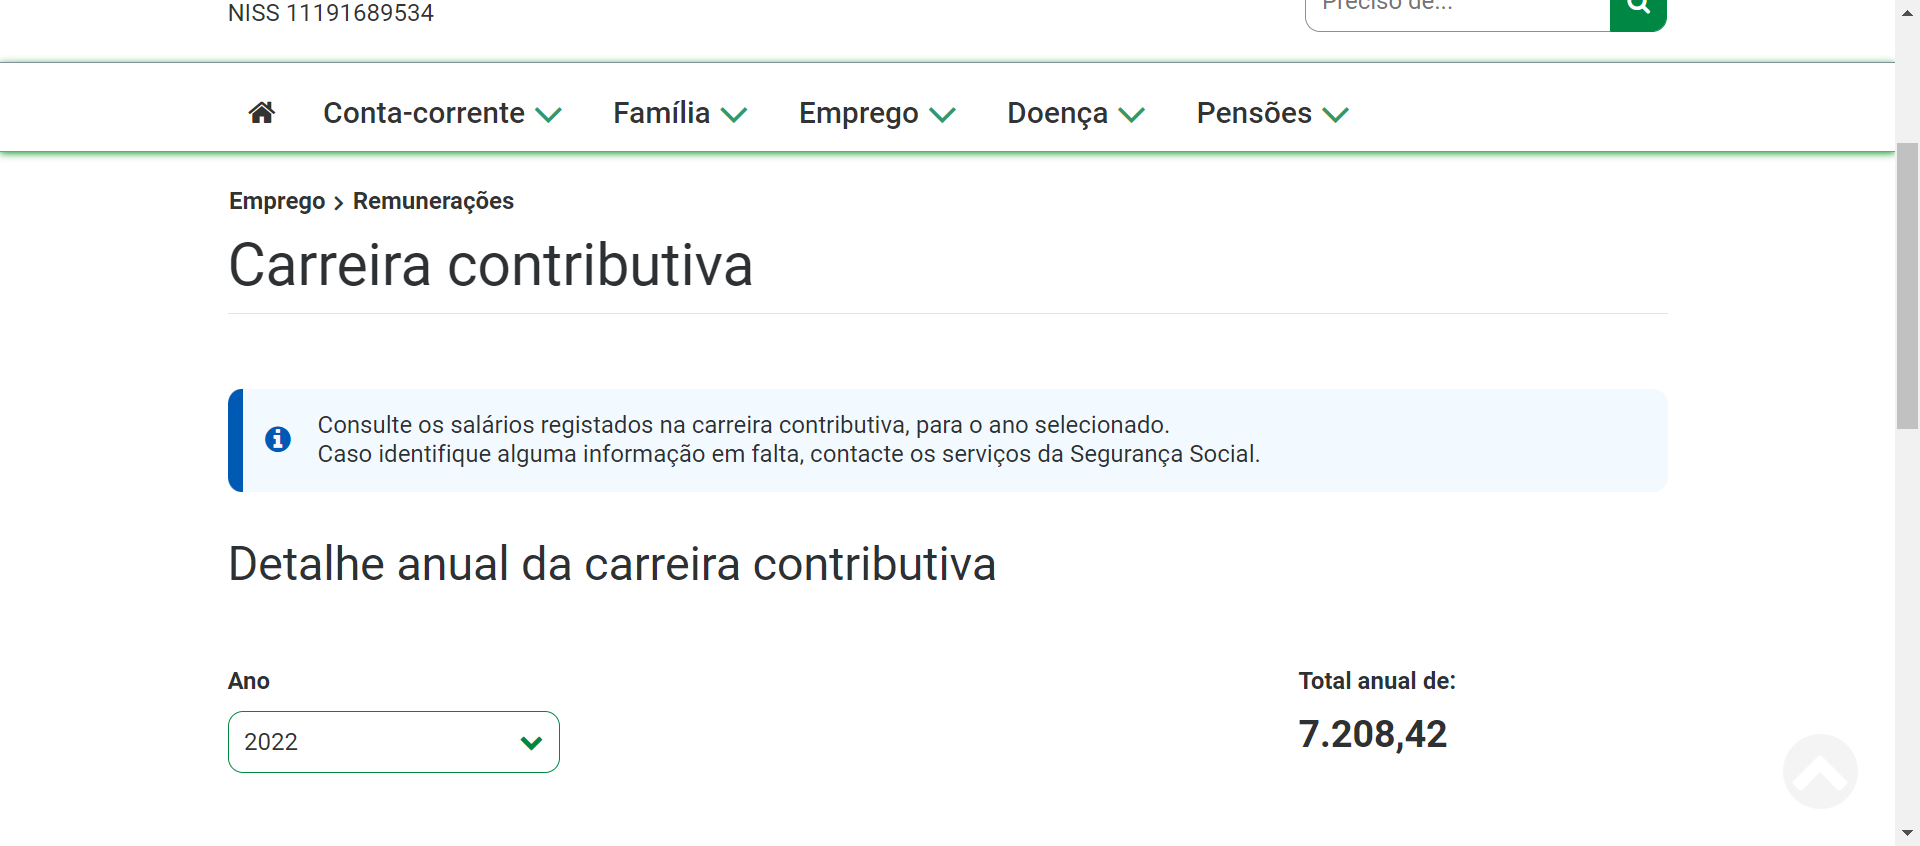 NISS 11191689534
Preciso de...
Conta-corrente Família Emprego Doença Pensões
Emprego > Remunerações
Carreira contributiva
Consulte os salários registados na carreira contributiva, para o ano selecionado.
Caso identifique alguma informação em falta, contacte os serviços da Segurança Social.
Detalhe anual da carreira contributiva
Ano
2022
Total anual de:
7.208,42